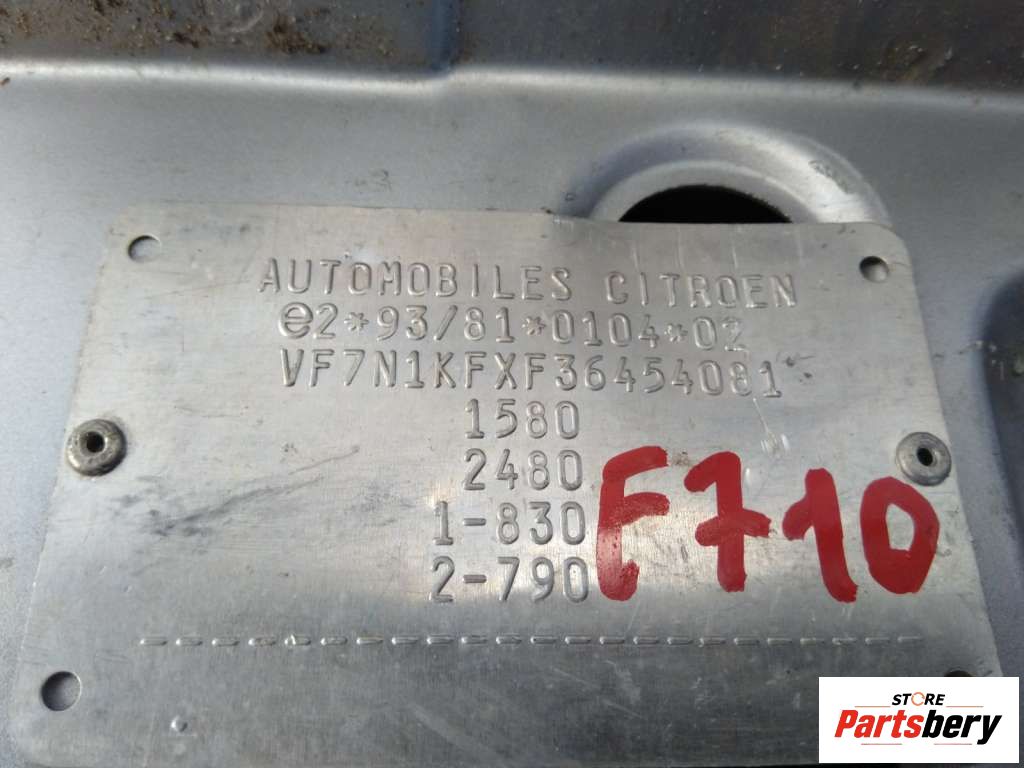 AUTOMOBILES CITROEN
e2*93/81*0104*02
VF7N1KFXF36454081
1580
2480
1-830
2-790
F710
STORE
Partsbery